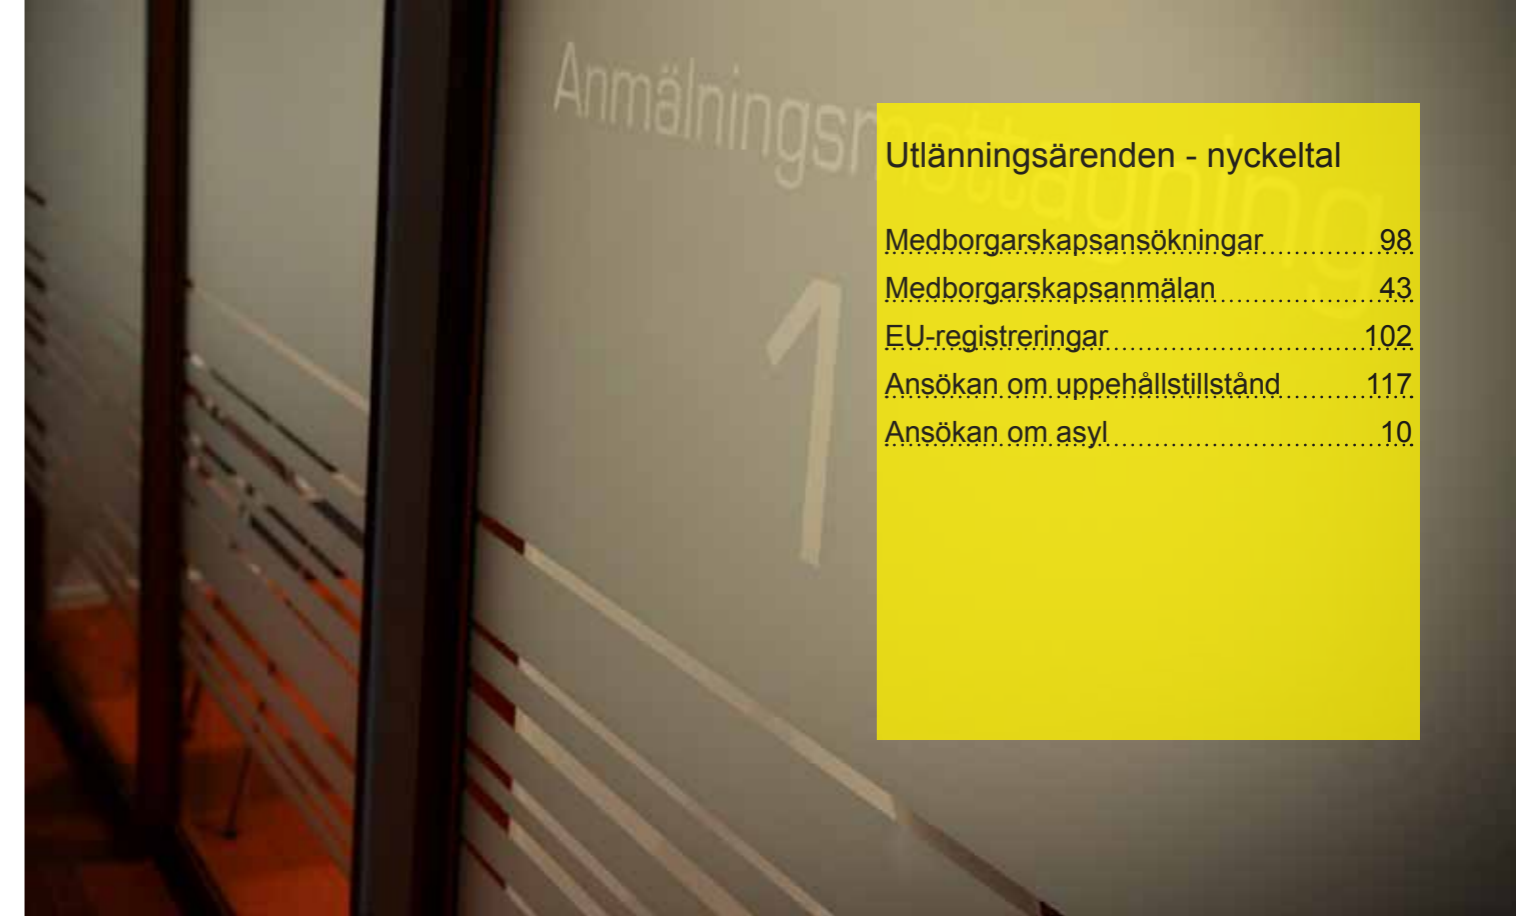 Anmälningsmottagning
1
Utlänningsärenden - nyckeltal
Medborgarskapsansökningar 98
Medborgarskapsanmälan 43
EU-registreringar 102
Ansökan om uppehållstillstånd 117
Ansökan om asyl 10